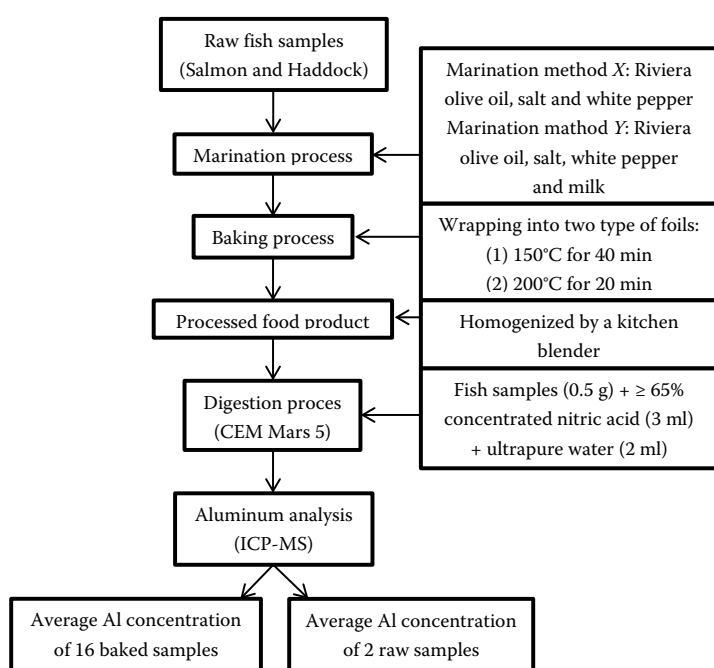 Raw fish samples
(Salmon and Haddock)
Marination method X: Riviera
olive oil, salt and white pepper
Marination mathod Y: Riviera
olive oil, salt, white pepper
and milk
Marination process
Baking process
Wrapping into two type of foils:
(1) 150°C for 40 min
(2) 200°C for 20 min
Processed food product
Homogenized by a kitchen
blender
Digestion proces
(CEM Mars 5)
Fish samples (0.5 g) + ≥ 65%
concentrated nitric acid (3 ml)
+ ultrapure water (2 ml)
Aluminum analysis
(ICP-MS)
Average Al concentration
of 16 baked samples
Average Al concentration
of 2 raw samples